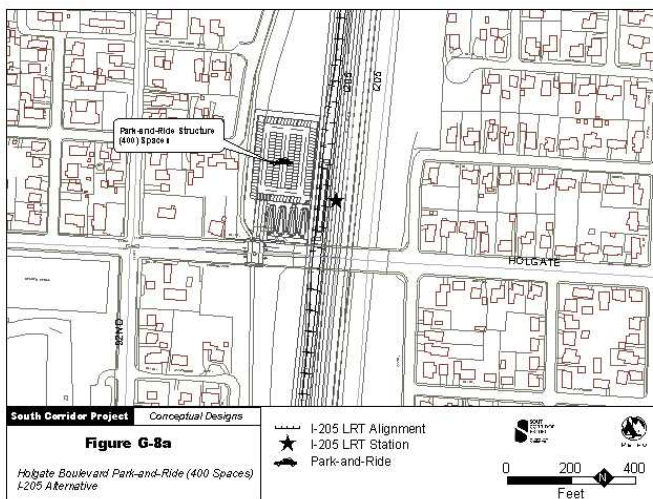 I-205
I-205
Park-and-Ride Structure
(400) Spaces
HOLGATE
92ND
South Corridor Project
Conceptual Designs
Figure G-8a
Holgate Boulevard Park-and-Ride (400 Spaces)
I-205 Alternative
I-205 LRT Alignment
I-205 LRT Station
Park-and-Ride
METRO
0 200 400
N
Feet